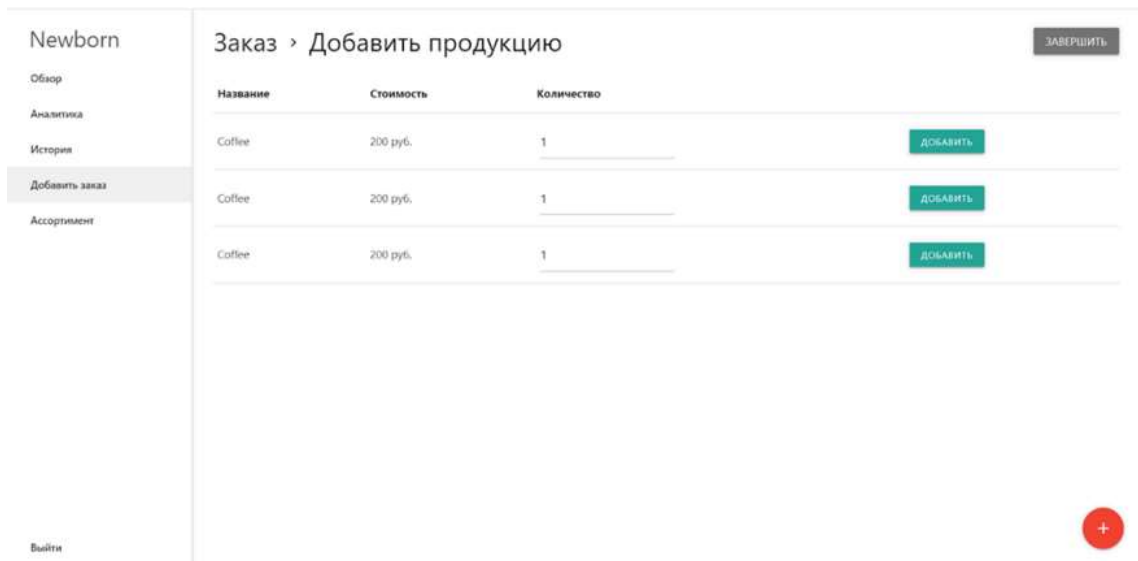 Newborn
Обзор
Аналитика
История
Добавить заказ
Ассортимент
Выйти
Заказ › Добавить продукцию
ЗАВЕРШИТЬ
Название Стоимость Количество
Coffee 200 руб. 1 ДОБАВИТЬ
Coffee 200 руб. 1 ДОБАВИТЬ
Coffee 200 руб. 1 ДОБАВИТЬ
+